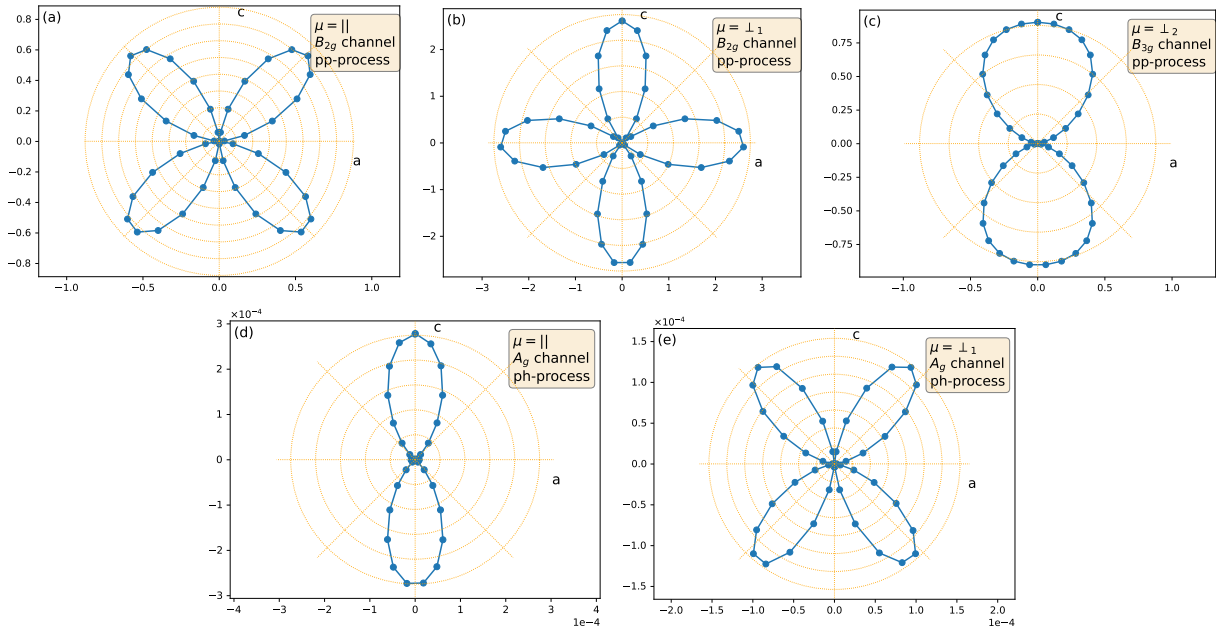 (a)
c
μ = ||
B2g channel
pp-process
a
0.8
0.6
0.4
0.2
0.0
−0.2
−0.4
−0.6
−0.8
−1.0 −0.5 0.0 0.5 1.0
(b)
c
μ = ⊥1
B2g channel
pp-process
a
2
1
0
−1
−2
−3 −2 −1 0 1 2 3
(c)
c
μ = ⊥2
B3g channel
pp-process
a
0.75
0.50
0.25
0.00
−0.25
−0.50
−0.75
−1.0 −0.5 0.0 0.5 1.0
×10⁻⁴
(d)
c
μ = ||
Ag channel
ph-process
a
3
2
1
0
−1
−2
−3
−4 −3 −2 −1 0 1 2 3 4
1e−4
×10⁻⁴
(e)
c
μ = ⊥1
Ag channel
ph-process
a
1.5
1.0
0.5
0.0
−0.5
−1.0
−1.5
−2.0 −1.5 −1.0 −0.5 0.0 0.5 1.0 1.5 2.0
1e−4